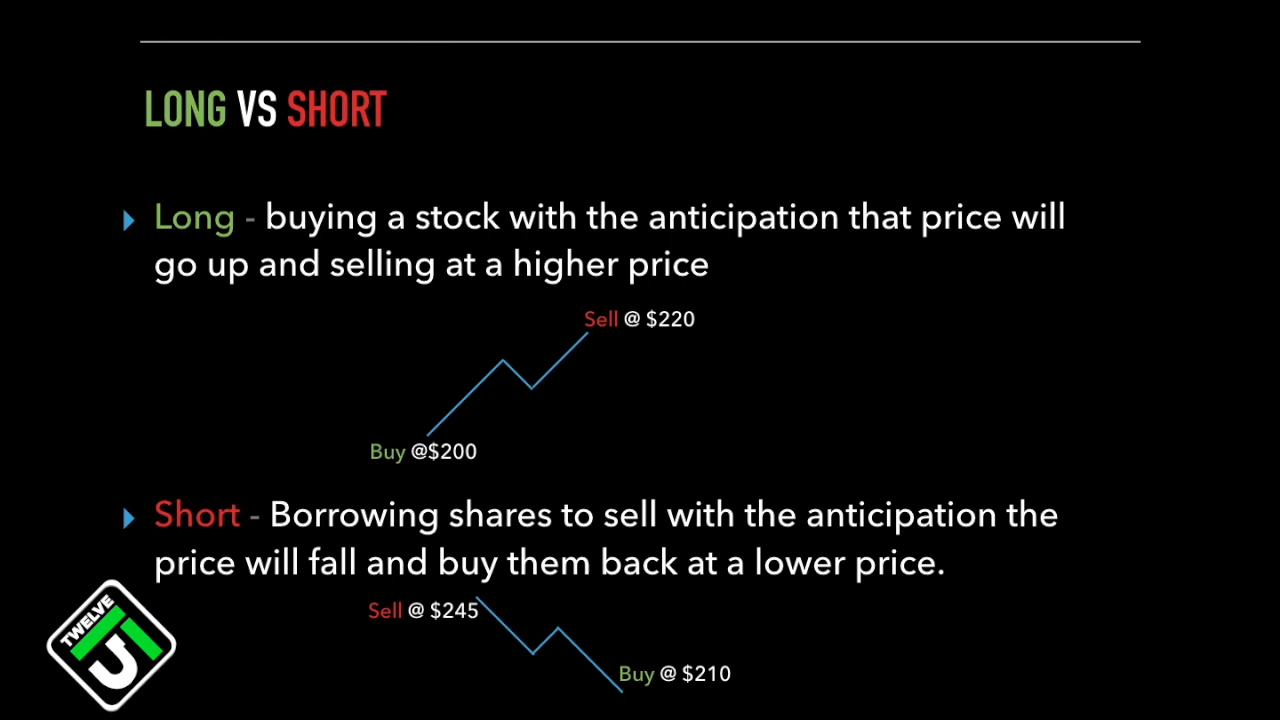 LONG VS SHORT
Long - buying a stock with the anticipation that price will
go up and selling at a higher price
Sell @ $220
Buy @$200
Short - Borrowing shares to sell with the anticipation the
price will fall and buy them back at a lower price.
Sell @ $245
Buy @ $210
TWELVE
U